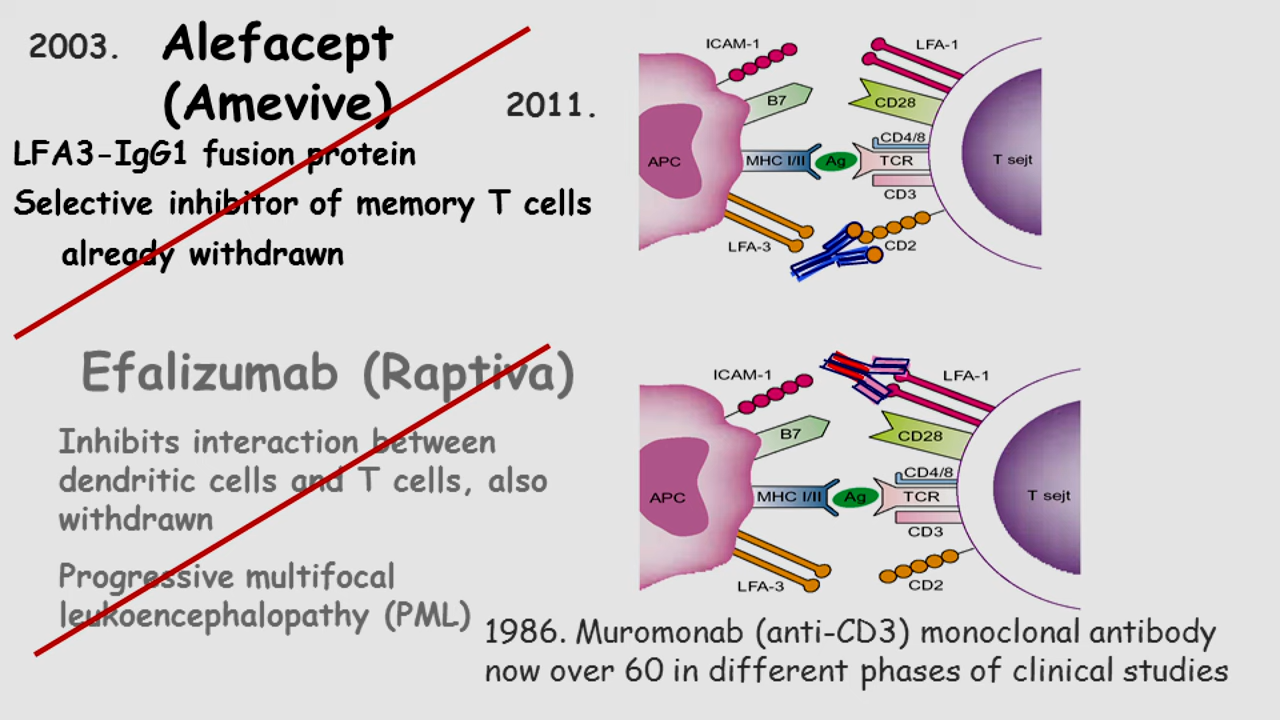 2003.
Alefacept
(Amevive)
2011.
LFA3-IgG1 fusion protein
Selective inhibitor of memory T cells
already withdrawn
ICAM-1
LFA-1
B7
CD28
CD4/8
APC
MHC I/II
Ag
TCR
T sejt
CD3
LFA-3
CD2
Efalizumab (Raptiva)
Inhibits interaction between
dendritic cells and T cells, also
withdrawn
Progressive multifocal
leukoencephalopathy (PML)
ICAM-1
LFA-1
B7
CD28
CD4/8
APC
MHC I/II
Ag
TCR
T sejt
CD3
LFA-3
CD2
1986. Muromonab (anti-CD3) monoclonal antibody
now over 60 in different phases of clinical studies